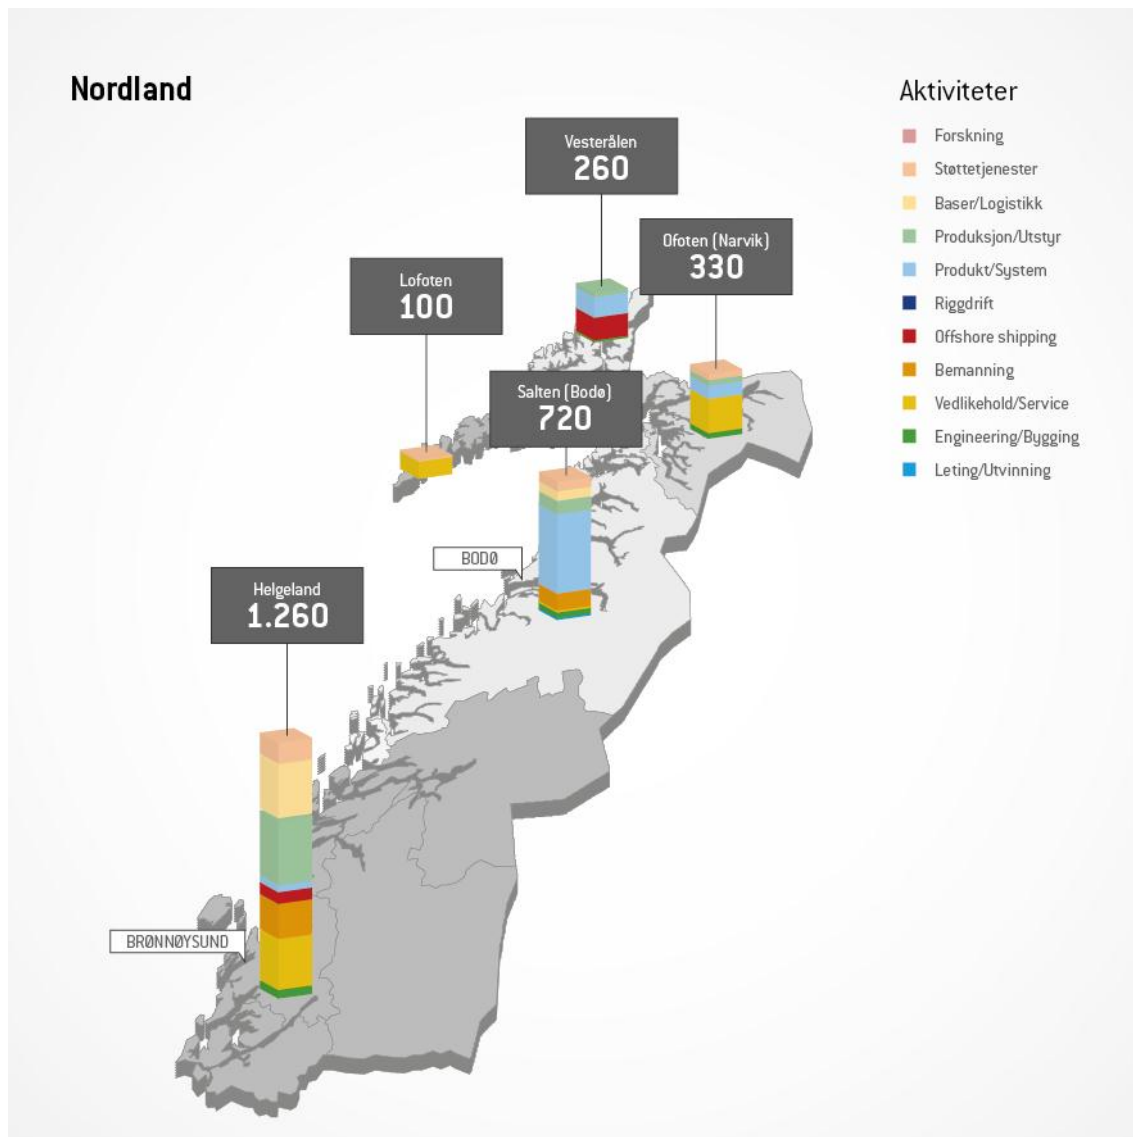 Nordland
Aktiviteter
Forskning
Støttetjenester
Baser/Logistikk
Produksjon/Utstyr
Produkt/System
Riggdrift
Offshore shipping
Bemanning
Vedlikehold/Service
Engineering/Bygging
Leting/Utvinning
Vesterålen
260
Ofoten (Narvik)
330
Lofoten
100
Salten (Bodø)
720
BODØ
Helgeland
1.260
BRØNNØYSUND